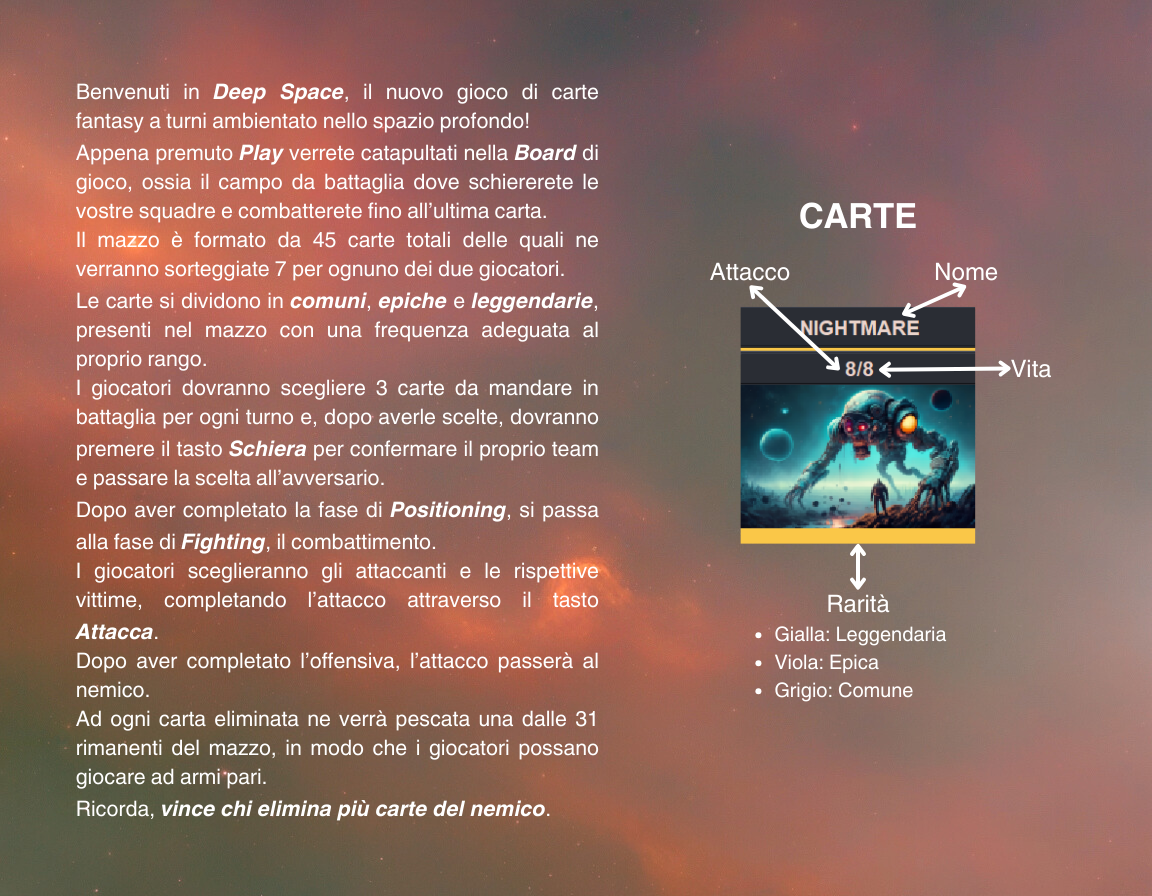 Benvenuti in Deep Space, il nuovo gioco di carte
fantasy a turni ambientato nello spazio profondo!
Appena premuto Play verrete catapultati nella Board di
gioco, ossia il campo da battaglia dove schiererete le
vostre squadre e combatterete fino all'ultima carta.
Il mazzo è formato da 45 carte totali delle quali ne
verranno sorteggiate 7 per ognuno dei due giocatori.
Le carte si dividono in comuni, epiche e leggendarie,
presenti nel mazzo con una frequenza adeguata al
proprio rango.
I giocatori dovranno scegliere 3 carte da mandare in
battaglia per ogni turno e, dopo averle scelte, dovranno
premere il tasto Schiera per confermare il proprio team
e passare la scelta all'avversario.
Dopo aver completato la fase di Positioning, si passa
alla fase di Fighting, il combattimento.
I giocatori sceglieranno gli attaccanti e le rispettive
vittime, completando l'attacco attraverso il tasto
Attacca.
Dopo aver completato l'offensiva, l'attacco passerà al
nemico.
Ad ogni carta eliminata ne verrà pescata una dalle 31
rimanenti del mazzo, in modo che i giocatori possano
giocare ad armi pari.
Ricorda, vince chi elimina più carte del nemico.
CARTE
Attacco
Nome
NIGHTMARE
8/8
Vita
Rarità
• Gialla: Leggendaria
• Viola: Epica
• Grigio: Comune